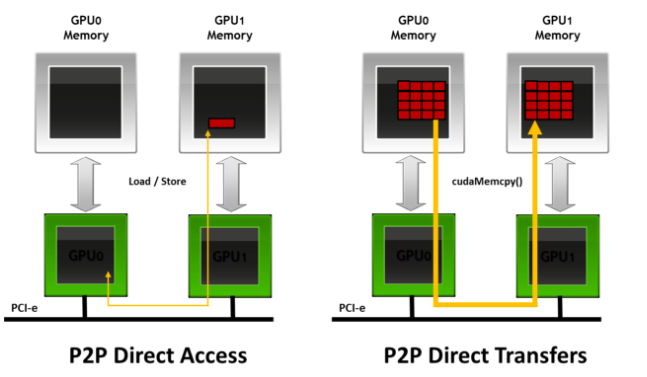 GPU0
Memory
GPU1
Memory
Load / Store
GPU0
GPU1
PCI-e
P2P Direct Access
GPU0
Memory
GPU1
Memory
cudaMemcpy()
GPU0
GPU1
PCI-e
P2P Direct Transfers